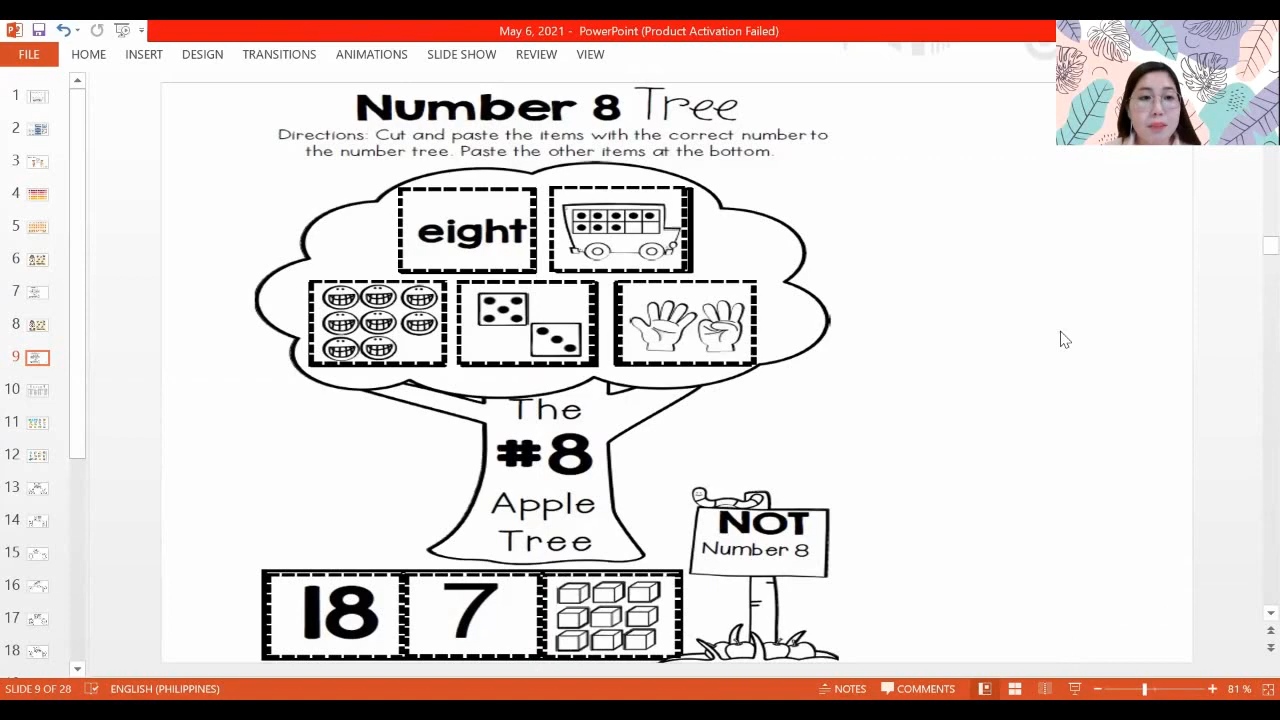 May 6, 2021 - PowerPoint (Product Activation Failed)
FILE HOME INSERT DESIGN TRANSITIONS ANIMATIONS SLIDE SHOW REVIEW VIEW
1
2
3
4
5
6
7
8
9
10
11
12
13
14
15
16
17
18
Number 8 Tree
Directions: Cut and paste the items with the correct number to
the number tree. Paste the other items at the bottom.
eight
The
#8
Apple
Tree
NOT
Number 8
18 7
SLIDE 9 OF 28 ENGLISH (PHILIPPINES) NOTES COMMENTS 81 %